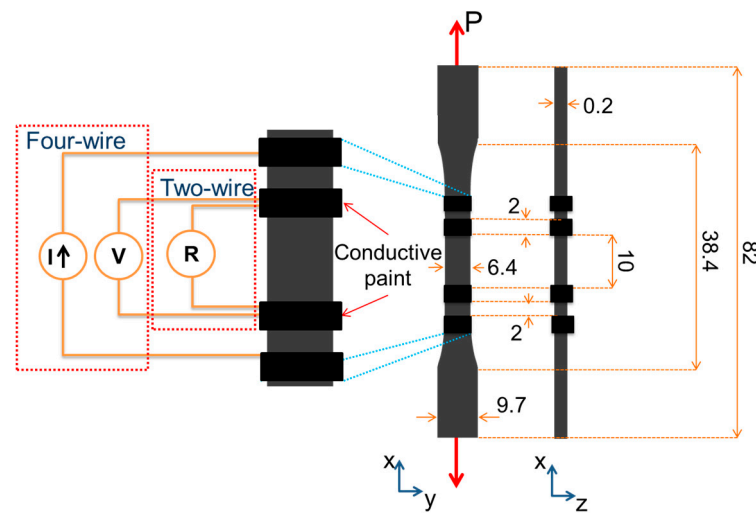 P
Four-wire
Two-wire
I
V
R
Conductive
paint
0.2
2
6.4
10
38.4
82
2
9.7
x
y
x
z